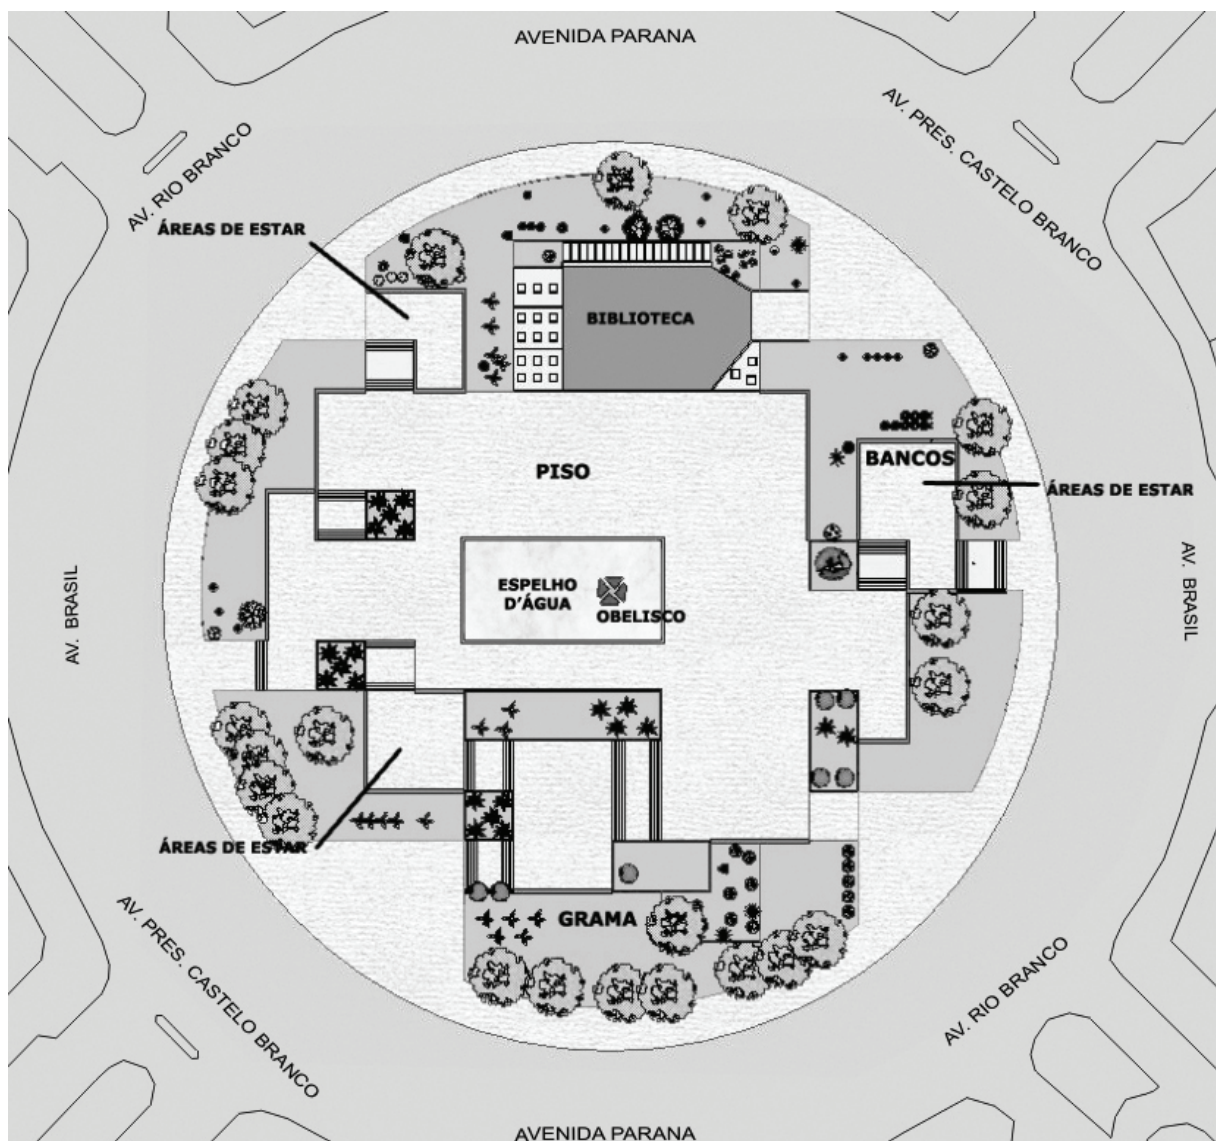 AVENIDA PARANA
AV. RIO BRANCO
AV. PRES. CASTELO BRANCO
ÁREAS DE ESTAR
BIBLIOTECA
PISO
BANCOS
ÁREAS DE ESTAR
ESPELHO
D'ÁGUA
OBELISCO
AV. BRASIL
AV. BRASIL
ÁREAS DE ESTAR
GRAMA
AV. PRES. CASTELO BRANCO
AV. RIO BRANCO
AVENIDA PARANA